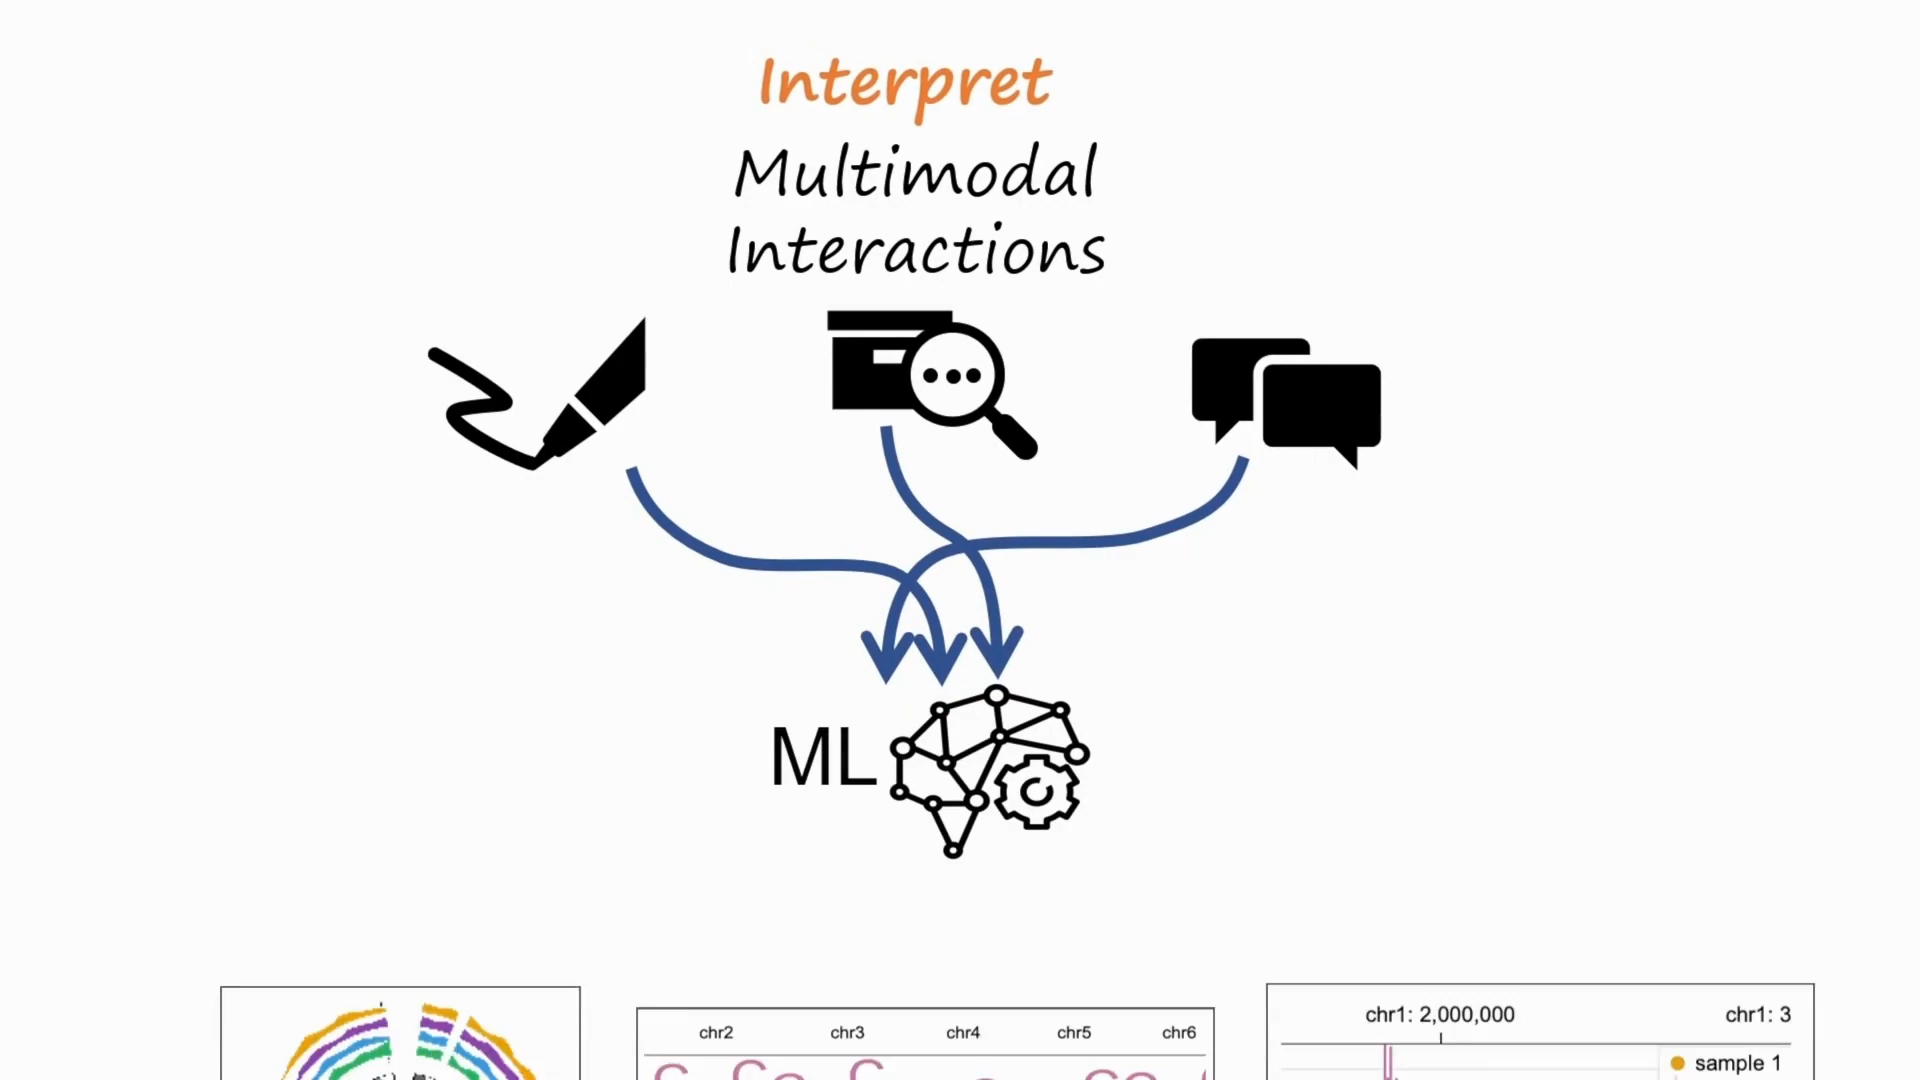 Interpret
Multimodal
Interactions
ML
chr2 chr3 chr4 chr5 chr6
chr1: 2,000,000 chr1: 3
sample 1